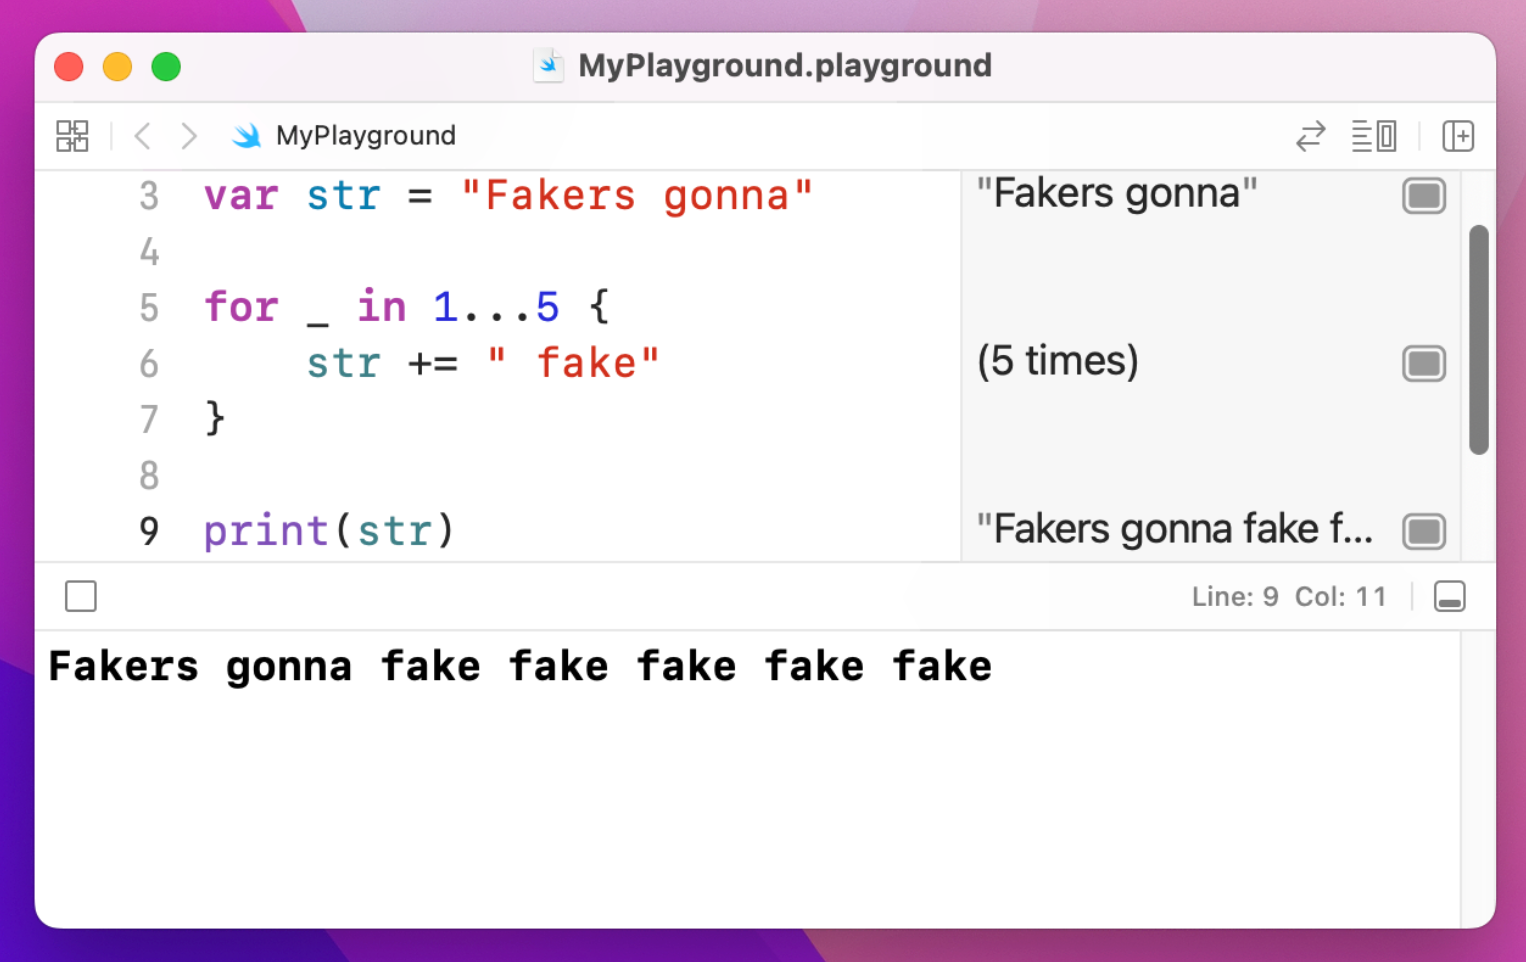 MyPlayground.playground
MyPlayground
3 var str = "Fakers gonna" "Fakers gonna"
4
5 for _ in 1...5 {
6     str += " fake" (5 times)
7 }
8
9 print(str) "Fakers gonna fake f...
Line: 9 Col: 11
Fakers gonna fake fake fake fake fake